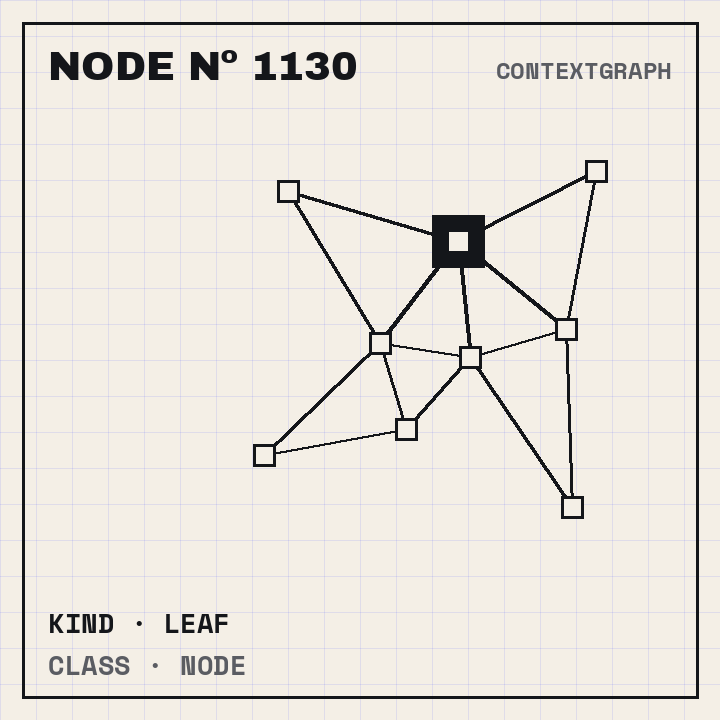 NODE Nº 1130
CONTEXTGRAPH
KIND · LEAF
CLASS · NODE